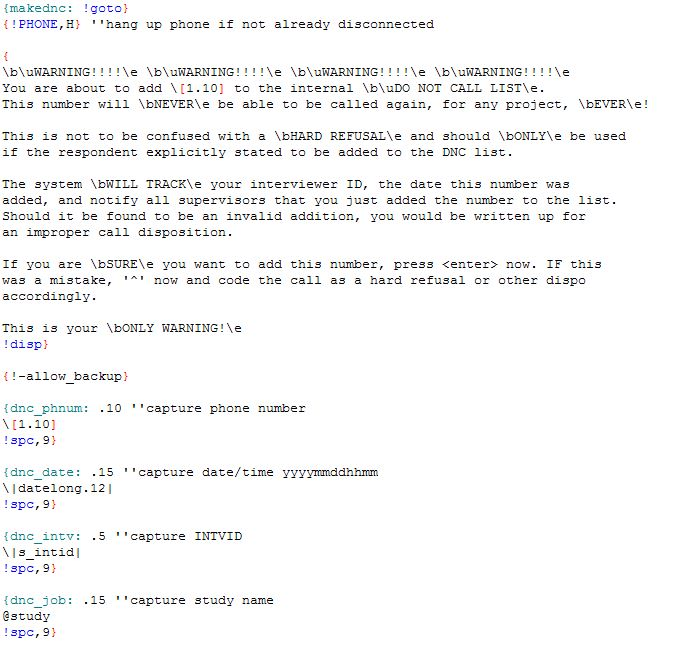 {makednc: !goto}
{!PHONE,H} ''hang up phone if not already disconnected
{
\b\uWARNING!!!!\e \b\uWARNING!!!!\e \b\uWARNING!!!!\e \b\uWARNING!!!!\e
You are about to add \[1.10] to the internal \b\uDO NOT CALL LIST\e.
This number will \bNEVER\e be able to be called again, for any project, \bEVER\e!
This is not to be confused with a \bHARD REFUSAL\e and should \bONLY\e be used
if the respondent explicitly stated to be added to the DNC list.
The system \bWILL TRACK\e your interviewer ID, the date this number was
added, and notify all supervisors that you just added the number to the list.
Should it be found to be an invalid addition, you would be written up for
an improper call disposition.
If you are \bSURE\e you want to add this number, press <enter> now. IF this
was a mistake, '^' now and code the call as a hard refusal or other dispo
accordingly.
This is your \bONLY WARNING!\e
!disp}
{!-allow_backup}
{dnc_phnum: .10 ''capture phone number
\[1.10]
!spc,9}
{dnc_date: .15 ''capture date/time yyyymmddhhmm
\|datelong.12|
!spc,9}
{dnc_intv: .5 ''capture INTVID
\|s_intid|
!spc,9}
{dnc_job: .15 ''capture study name
@study
!spc,9}